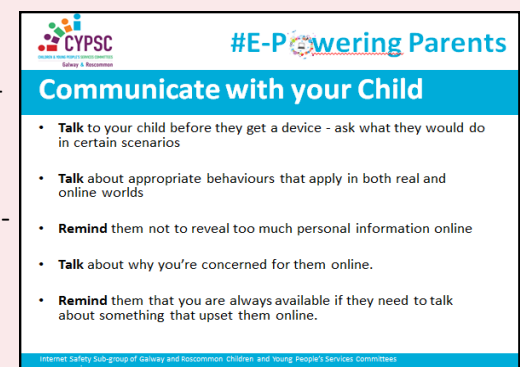 CYPSC
CHILDREN & YOUNG PEOPLE'S SERVICES COMMITTEES
Galway & Roscommon
#E-Powering Parents
Communicate with your Child
• Talk to your child before they get a device - ask what they would do
in certain scenarios
• Talk about appropriate behaviours that apply in both real and
online worlds
• Remind them not to reveal too much personal information online
• Talk about why you're concerned for them online.
• Remind them that you are always available if they need to talk
about something that upset them online.
Internet Safety Sub-group of Galway and Roscommon Children and Young People's Services Committees